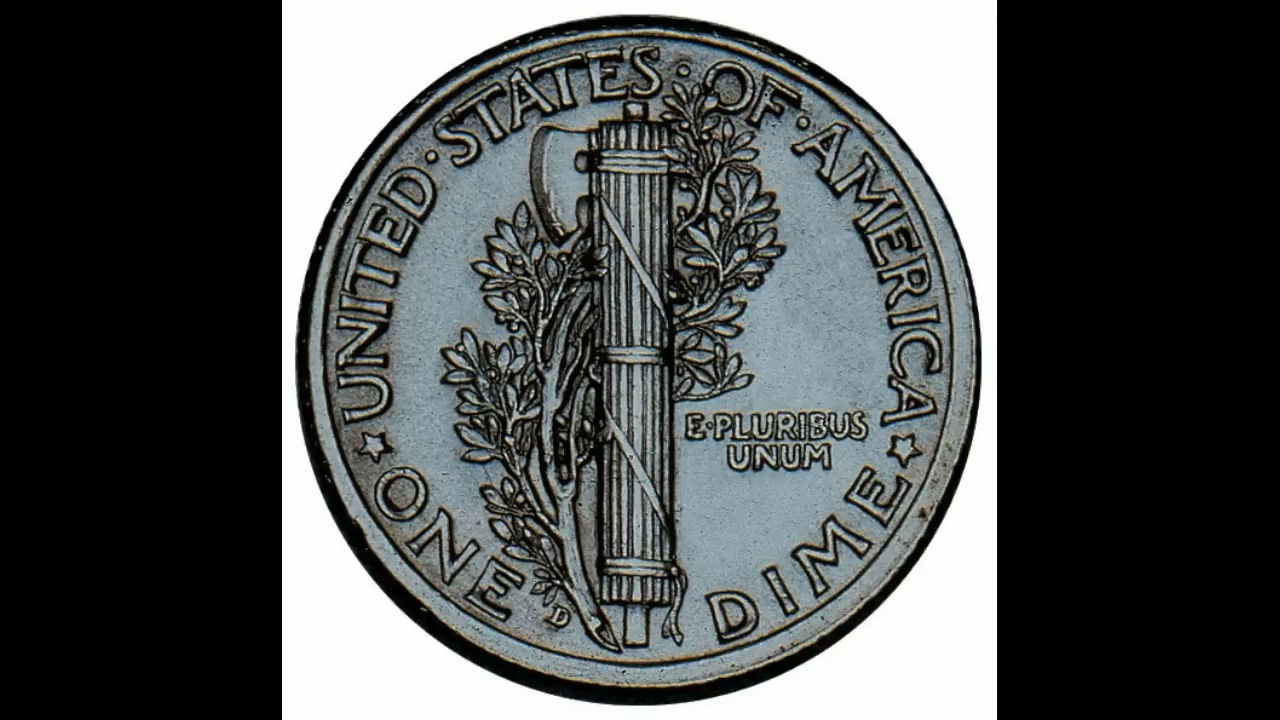 UNITED·STATES·OF·AMERICA
E·PLURIBUS
UNUM
ONE DIME
D